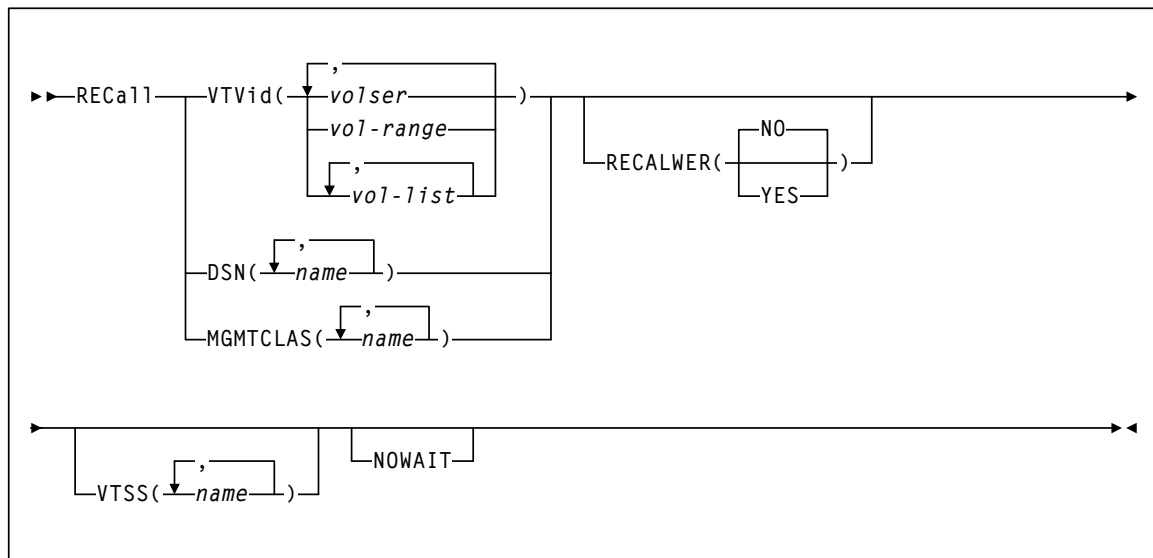 ,
RECall VTVid( volser )
vol-range
,
vol-list
NO
RECALWER( )
YES
,
DSN( name )
,
MGMTCLAS( name )
,
VTSS( name )
NOWAIT